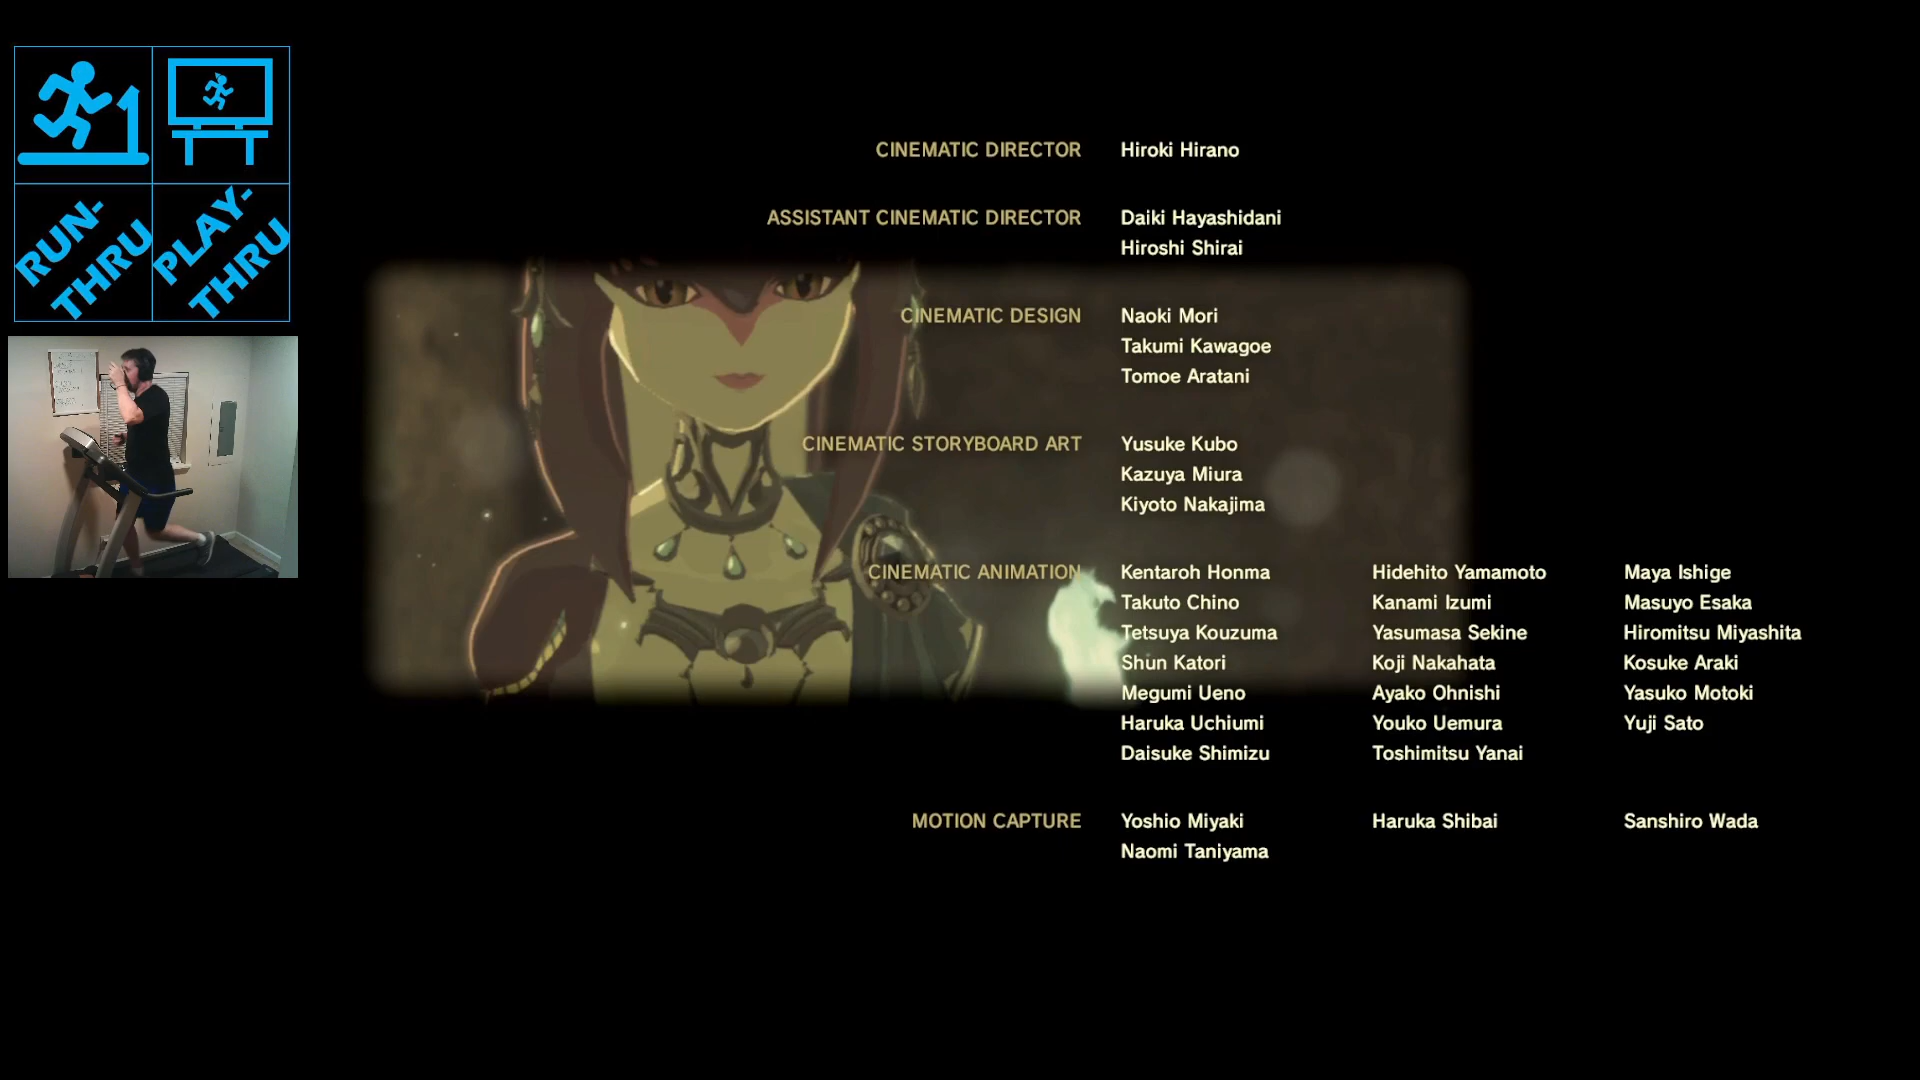 RUN-
THRU
PLAY-
THRU
CINEMATIC DIRECTOR Hiroki Hirano
ASSISTANT CINEMATIC DIRECTOR Daiki Hayashidani
Hiroshi Shirai
CINEMATIC DESIGN Naoki Mori
Takumi Kawagoe
Tomoe Aratani
CINEMATIC STORYBOARD ART Yusuke Kubo
Kazuya Miura
Kiyoto Nakajima
CINEMATIC ANIMATION Kentaroh Honma Hidehito Yamamoto Maya Ishige
Takuto Chino Kanami Izumi Masuyo Esaka
Tetsuya Kouzuma Yasumasa Sekine Hiromitsu Miyashita
Shun Katori Koji Nakahata Kosuke Araki
Megumi Ueno Ayako Ohnishi Yasuko Motoki
Haruka Uchiumi Youko Uemura Yuji Sato
Daisuke Shimizu Toshimitsu Yanai
MOTION CAPTURE Yoshio Miyaki Haruka Shibai Sanshiro Wada
Naomi Taniyama